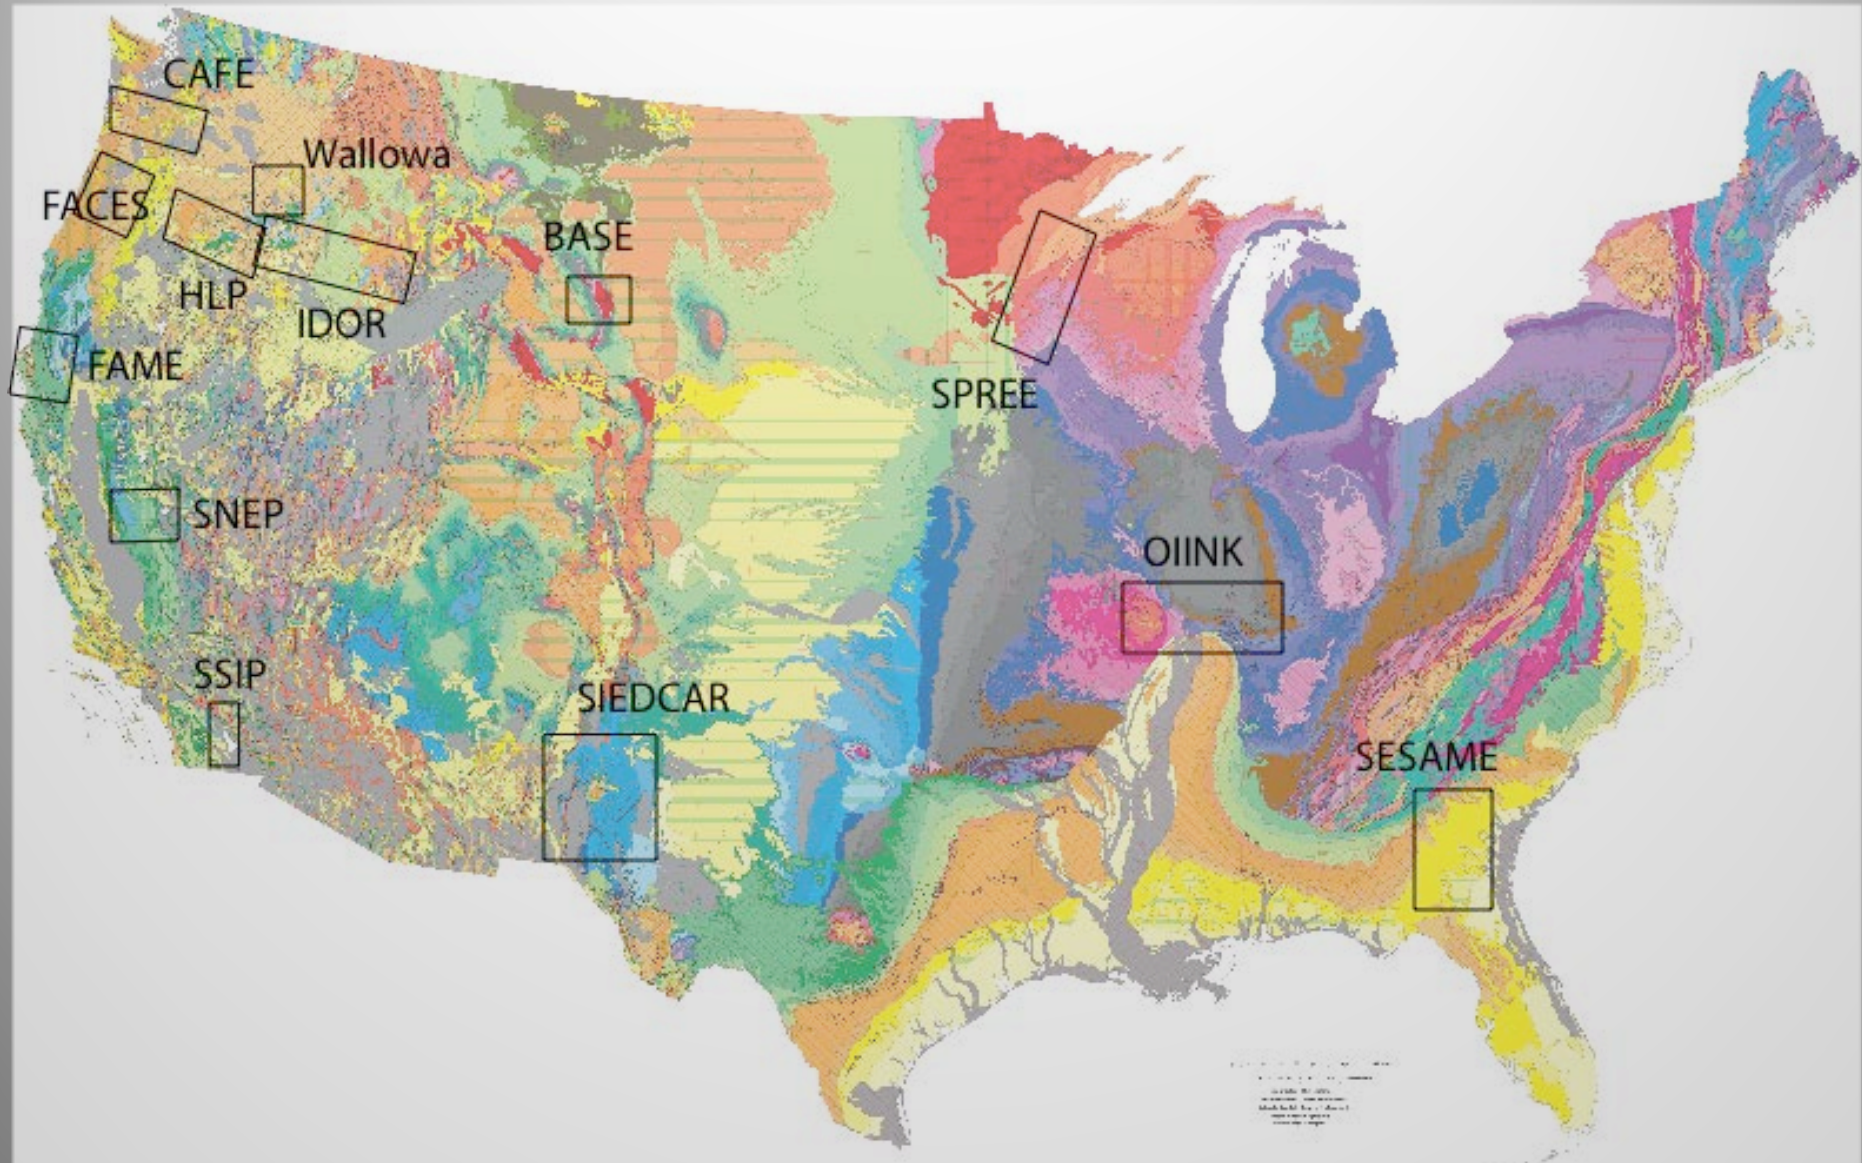 CAFE
Wallowa
FACES
BASE
HLP
IDOR
FAME
SPREE
SNEP
OIINK
SSIP
SIEDCAR
SESAME